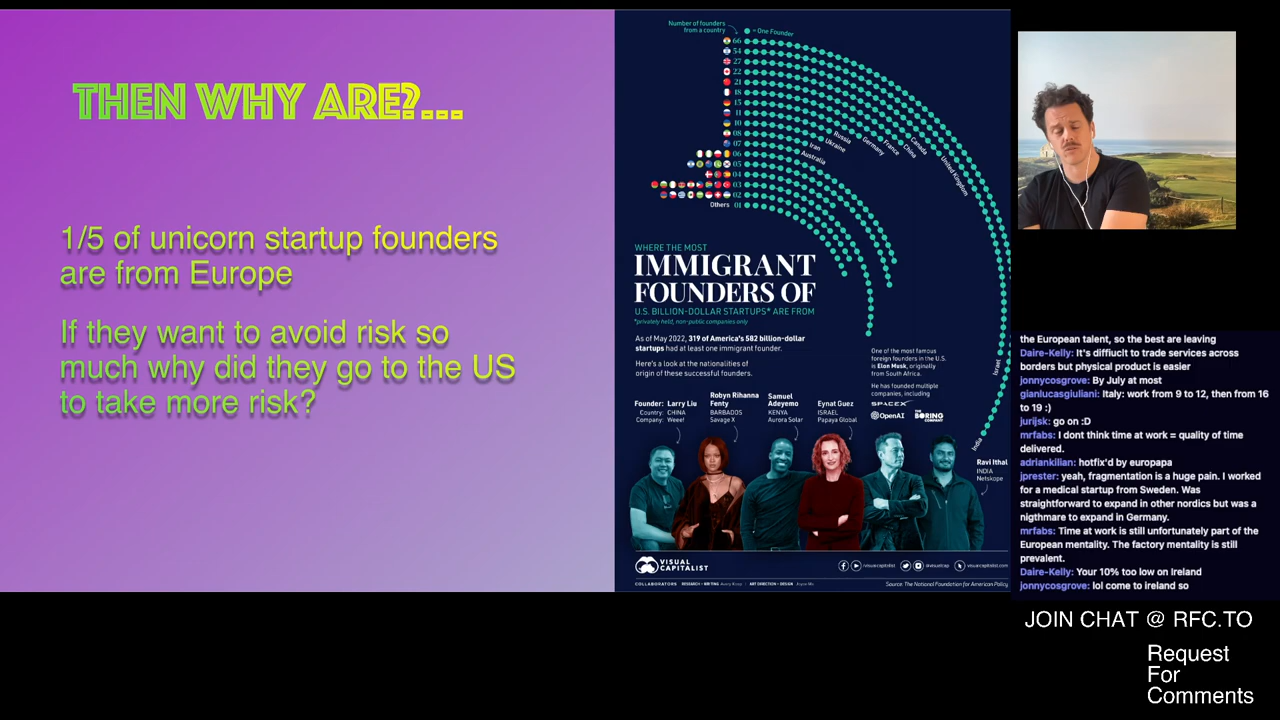 THEN WHY ARE?...
1/5 of unicorn startup founders
are from Europe
If they want to avoid risk so
much why did they go to the US
to take more risk?
Number of founders
from a country
= One Founder
66
54
27
22
21
18
15
11
10
08
07
06
05
04
03
02
Others 01
United Kingdom
Canada
China
France
Germany
Russia
Ukraine
Iran
Australia
Israel
India
WHERE THE MOST
IMMIGRANT
FOUNDERS OF
U.S. BILLION-DOLLAR STARTUPS* ARE FROM
*privately held, non-public companies only
As of May 2022, 319 of America's 582 billion-dollar
startups had at least one immigrant founder.
Here's a look at the nationalities of
origin of these successful founders.
One of the most famous
foreign founders in the U.S.
is Elon Musk, originally
from South Africa.
He has founded multiple
companies, including
SPACEX
OpenAI
THE BORING COMPANY
Founder: Larry Liu
Country: CHINA
Company: Weee!
Robyn Rihanna
Fenty
BARBADOS
Savage X
Samuel
Adeyemo
KENYA
Aurora Solar
Eynat Guez
ISRAEL
Papaya Global
Ravi Ithal
INDIA
Netskope
VISUAL
CAPITALIST
/visualcapitalist
@visualcap
visualcapitalist.com
COLLABORATORS RESEARCH + WRITING | ART DIRECTION + DESIGN
Source: The National Foundation for American Policy
the European talent, so the best are leaving
Daire-Kelly: It's diffiuclt to trade services across
borders but physical product is easier
jonnycosgrove: By July at most
gianlucasgiuliani: Italy: work from 9 to 12, then from 16
to 19 :)
jurijsk: go on :D
mrfabs: I dont think time at work = quality of time
delivered.
adriankilian: hotfix'd by europapa
jprester: yeah, fragmentation is a huge pain. I worked
for a medical startup from Sweden. Was
straightforward to expand in other nordics but was a
nigthmare to expand in Germany.
mrfabs: Time at work is still unfortunately part of the
European mentality. The factory mentality is still
prevalent.
Daire-Kelly: Your 10% too low on Ireland
jonnycosgrove: lol come to ireland so
JOIN CHAT @ RFC.TO
Request
For
Comments